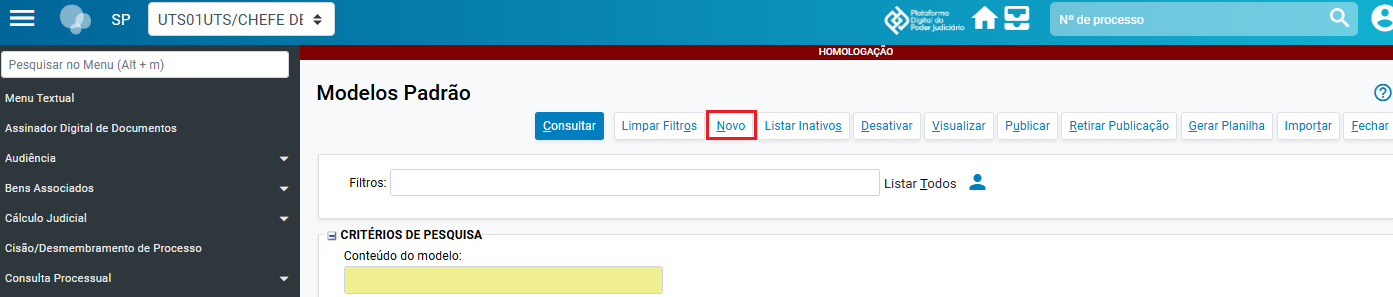 SP
UTS01UTS/CHEFE DE
Plataforma
Digital do
Poder Judiciário
Nº de processo
HOMOLOGAÇÃO
Pesquisar no Menu (Alt + m)
Menu Textual
Assinador Digital de Documentos
Audiência
Bens Associados
Cálculo Judicial
Cisão/Desmembramento de Processo
Consulta Processual
Modelos Padrão
Consultar
Limpar Filtros
Novo
Listar Inativos
Desativar
Visualizar
Publicar
Retirar Publicação
Gerar Planilha
Importar
Fechar
Filtros:
Listar Todos
CRITÉRIOS DE PESQUISA
Conteúdo do modelo: